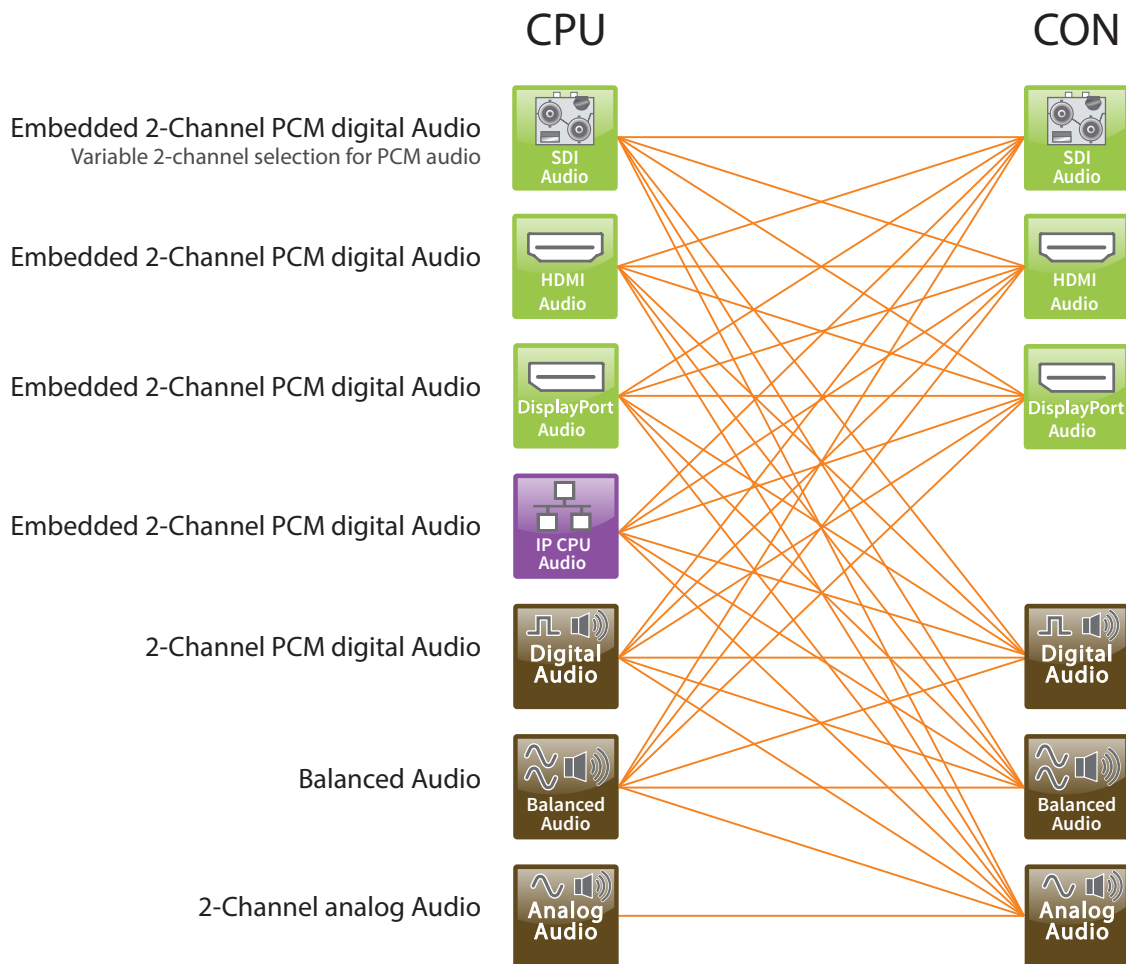 CPU
CON
Embedded 2-Channel PCM digital Audio
Variable 2-channel selection for PCM audio
SDI
Audio
SDI
Audio
Embedded 2-Channel PCM digital Audio
HDMI
Audio
HDMI
Audio
Embedded 2-Channel PCM digital Audio
DisplayPort
Audio
DisplayPort
Audio
Embedded 2-Channel PCM digital Audio
IP CPU
Audio
2-Channel PCM digital Audio
Digital
Audio
Digital
Audio
Balanced Audio
Balanced
Audio
Balanced
Audio
2-Channel analog Audio
Analog
Audio
Analog
Audio